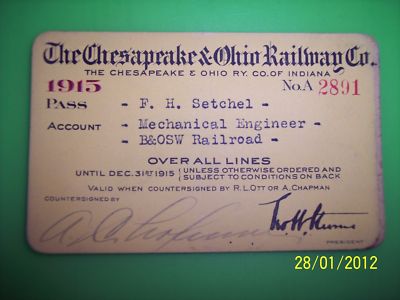 The Chesapeake & Ohio Railway Co.
THE CHESAPEAKE & OHIO RY. CO. OF INDIANA
1915 No. A 2891
PASS - F. H. Setchel -
ACCOUNT - Mechanical Engineer -
- B&OSW Railroad -
OVER ALL LINES
UNTIL DEC. 31ST 1915 { UNLESS OTHERWISE ORDERED AND SUBJECT TO CONDITIONS ON BACK
VALID WHEN COUNTERSIGNED BY R. L. OTT OR A. CHAPMAN
COUNTERSIGNED BY
PRESIDENT
28/01/2012